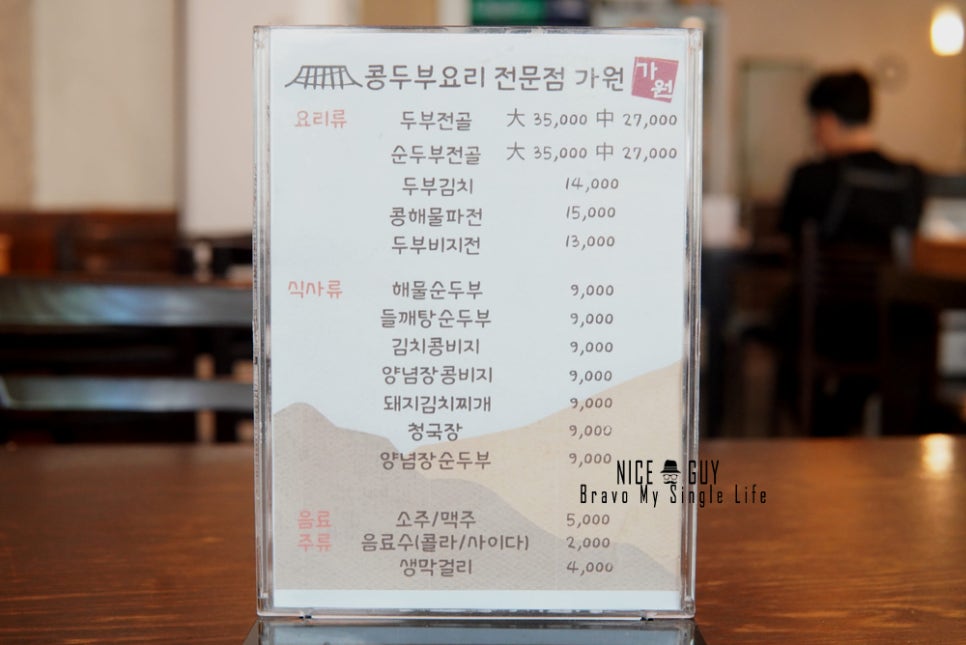 콩두부요리 전문점 가원 가원
요리류 두부전골 大 35,000 中 27,000
순두부전골 大 35,000 中 27,000
두부김치 14,000
콩해물파전 15,000
두부비지전 13,000
식사류 해물순두부 9,000
들깨탕순두부 9,000
김치콩비지 9,000
양념장콩비지 9,000
돼지김치찌개 9,000
청국장 9,000
양념장순두부 9,000
NICE GUY
Bravo My Single Life
음료 소주/맥주 5,000
주류 음료수(콜라/사이다) 2,000
생막걸리 4,000